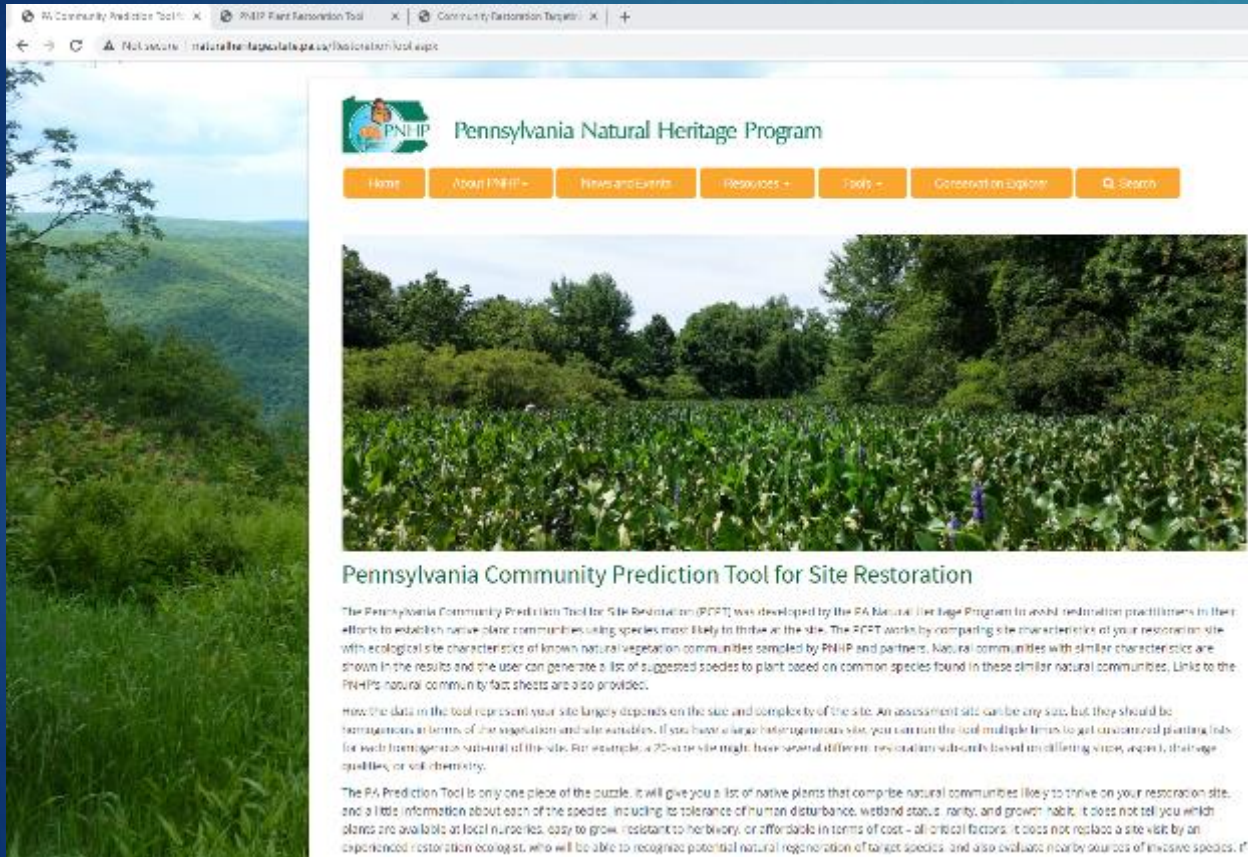 PA Community Prediction Tool f
PNHP Plant Restoration Tool
Community Restoration Targetin
Not secure | naturalheritage.state.pa.us/RestorationTool.aspx
PNHP
Pennsylvania Natural Heritage Program
Home
About PNHP
News and Events
Resources
Tools
Conservation Explorer
Search
Pennsylvania Community Prediction Tool for Site Restoration
The Pennsylvania Community Prediction Tool for Site Restoration (PCPT) was developed by the PA Natural Heritage Program to assist restoration practitioners in their
efforts to establish native plant communities using species most likely to thrive at the site. The PCPT works by comparing site characteristics of your restoration site
with ecological site characteristics of known natural vegetation communities sampled by PNHP and partners. Natural communities with similar characteristics are
shown in the results and the user can generate a list of suggested species to plant based on common species found in these similar natural communities. Links to the
PNHP's natural community fact sheets are also provided.
How the data in the tool represent your site largely depends on the size and complexity of the site. An assessment site can be any size, but they should be
homogenous in terms of the vegetation and site variables. If you have a large heterogeneous site, you can run the tool multiple times to get customized planting lists
for each homogenous sub-unit of the site. For example, a 20-acre site might have several different restoration sub-units based on differing slope, aspect, drainage
qualities, or soil chemistry.
The PA Prediction Tool is only one piece of the puzzle. It will give you a list of native plants that comprise natural communities likely to thrive on your restoration site,
and a little information about each of the species, including its tolerance of human disturbance, wetland status, rarity, and growth habit. It does not tell you which
plants are available at local nurseries, easy to grow, resistant to herbivory, or affordable in terms of cost – all critical factors. It does not replace a site visit by an
experienced restoration ecologist, who will be able to recognize potential natural regeneration of target species, and also evaluate nearby sources of invasive species. If